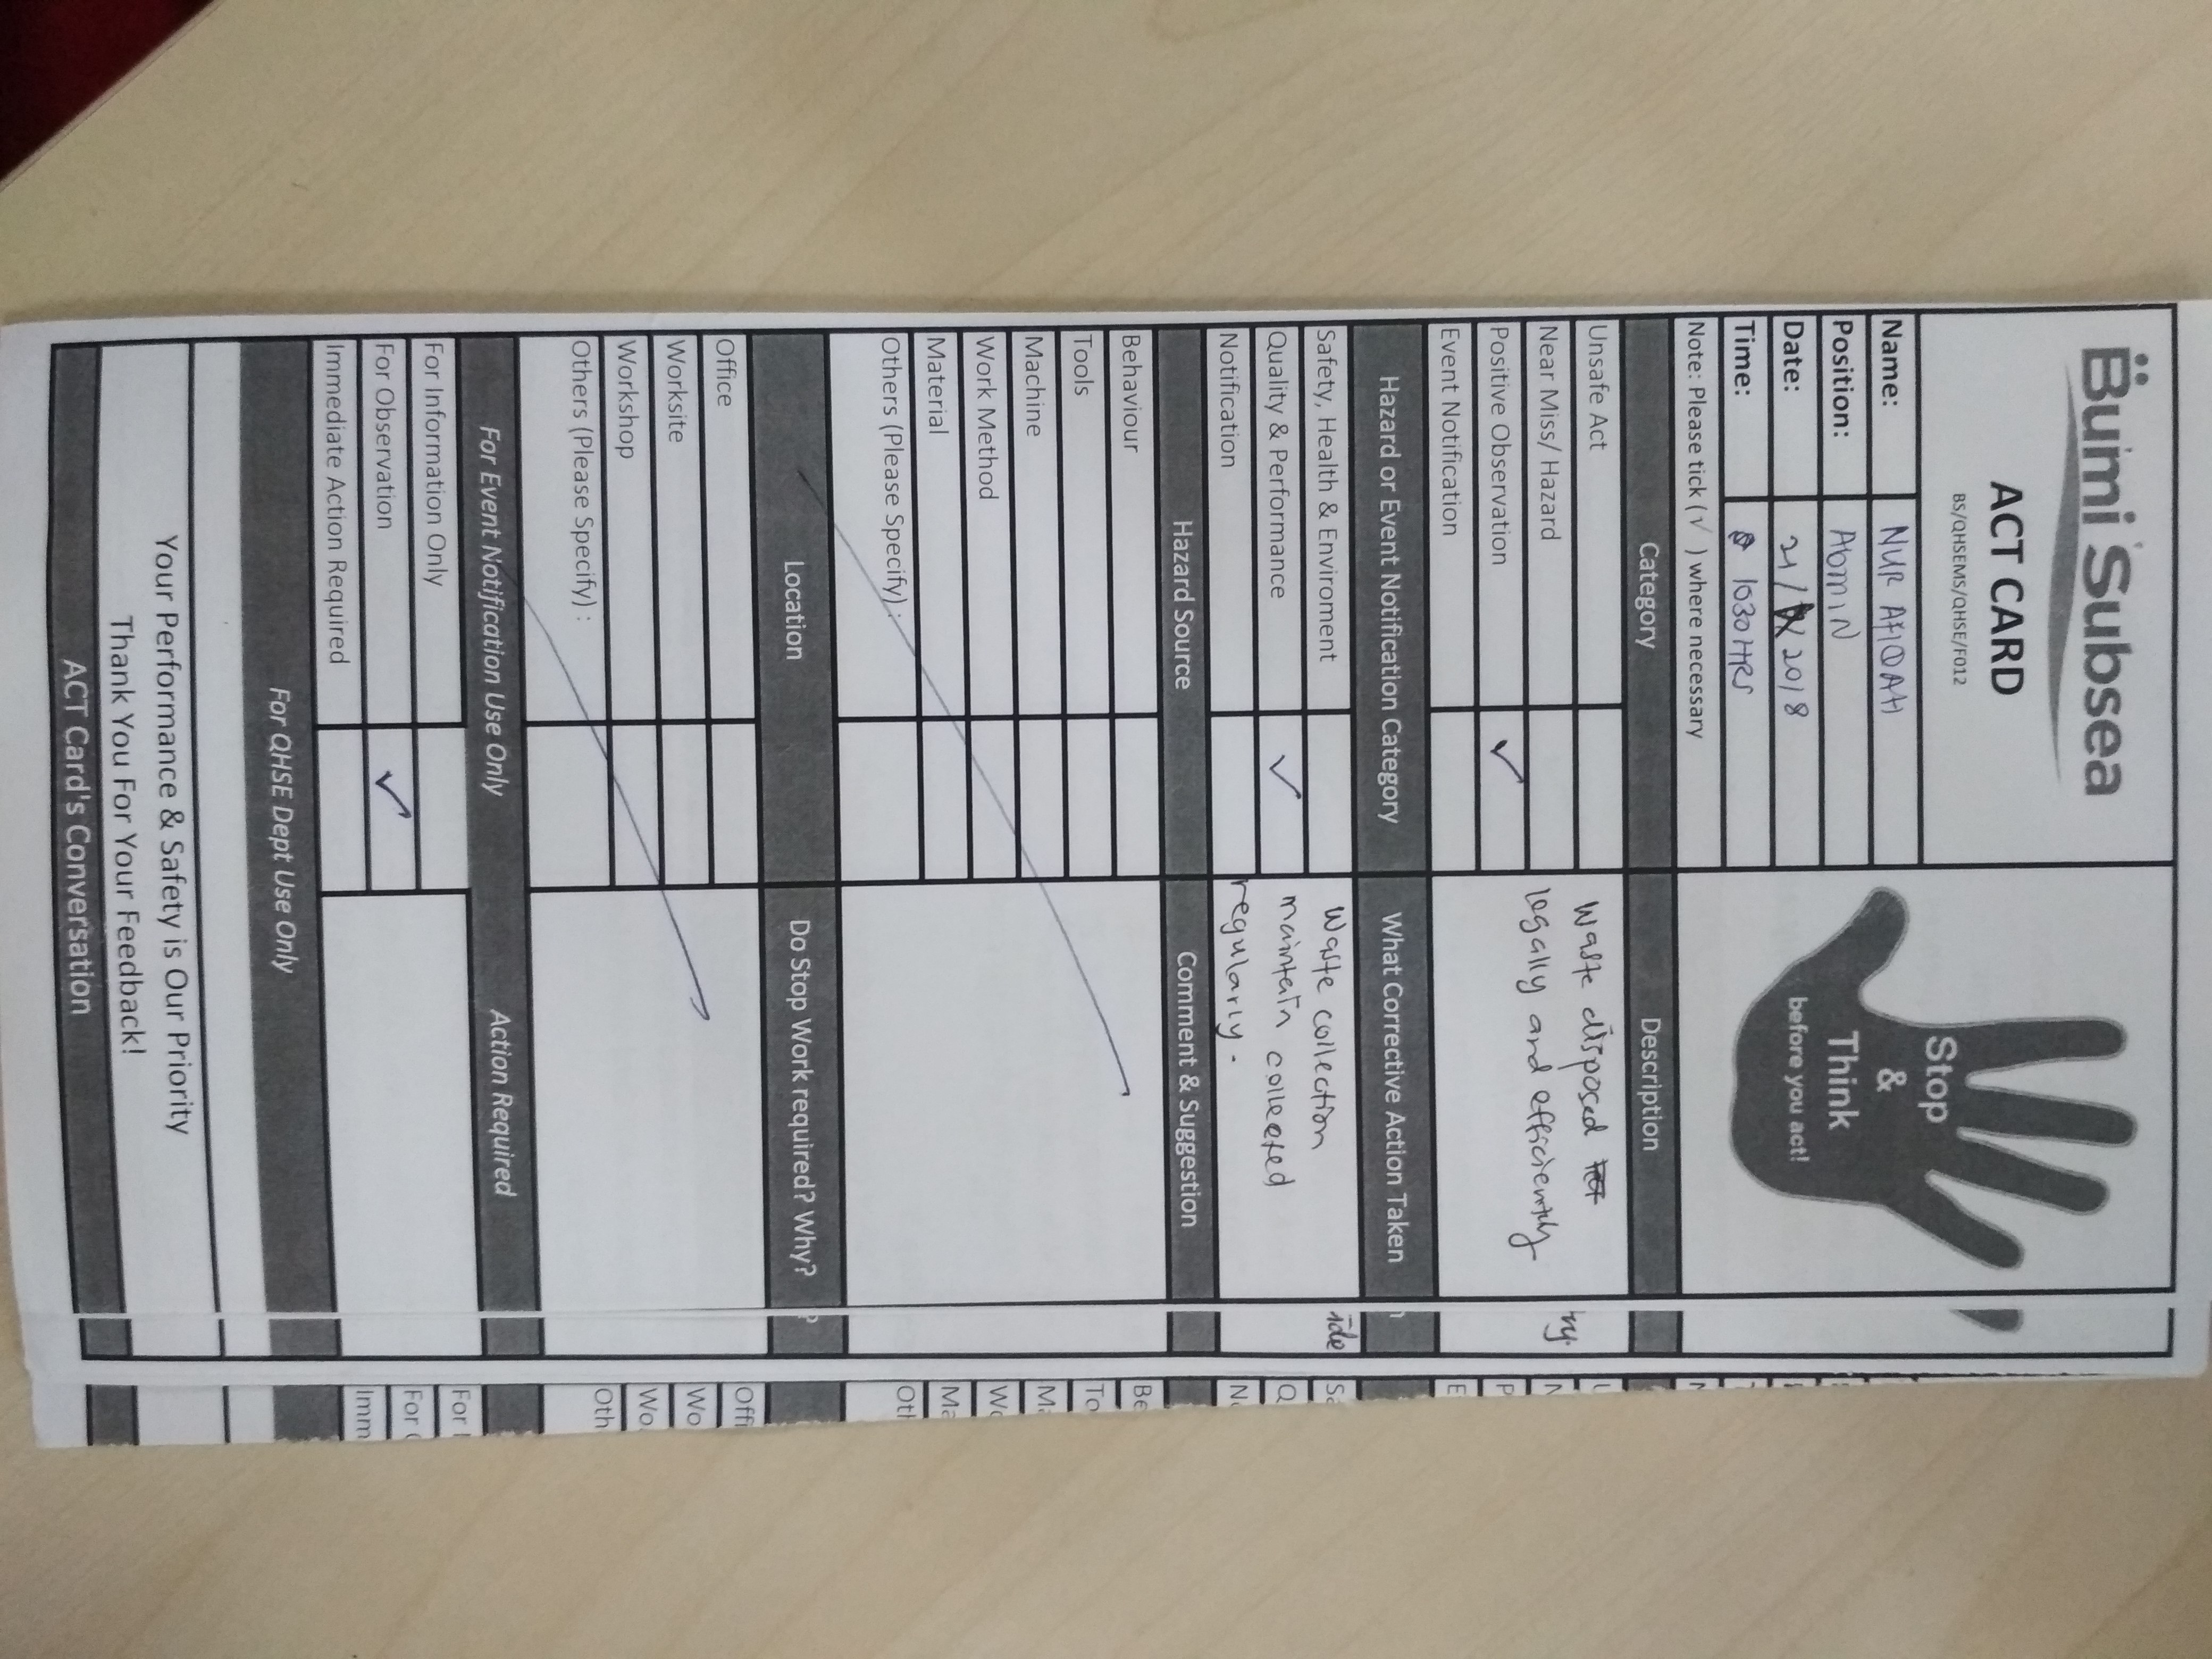 Bumi Subsea
ACT CARD
BS/QHSEMS/QHSE/F012
Stop
&
Think
before you act!
Name: NUR AFIQAH
Position: ADMIN
Date: 21/ 2018
Time: 1030 HRS
Note: Please tick (√ ) where necessary
Category Description
Unsafe Act
Near Miss/ Hazard
Positive Observation ✓
Event Notification
Waste disposed
legally and efficiently
Hazard or Event Notification Category What Corrective Action Taken
Safety, Health & Enviroment
Quality & Performance ✓
Notification
Waste collection
maintain collected
regularly.
Hazard Source Comment & Suggestion
Behaviour
Tools
Machine
Work Method
Material
Others (Please Specify) :
Location Do Stop Work required? Why?
Office
Worksite
Workshop
Others (Please Specify) :
For Event Notification Use Only Action Required
For Information Only
For Observation ✓
Immediate Action Required
For QHSE Dept Use Only
Your Performance & Safety is Our Priority
Thank You For Your Feedback!
ACT Card's Conversation